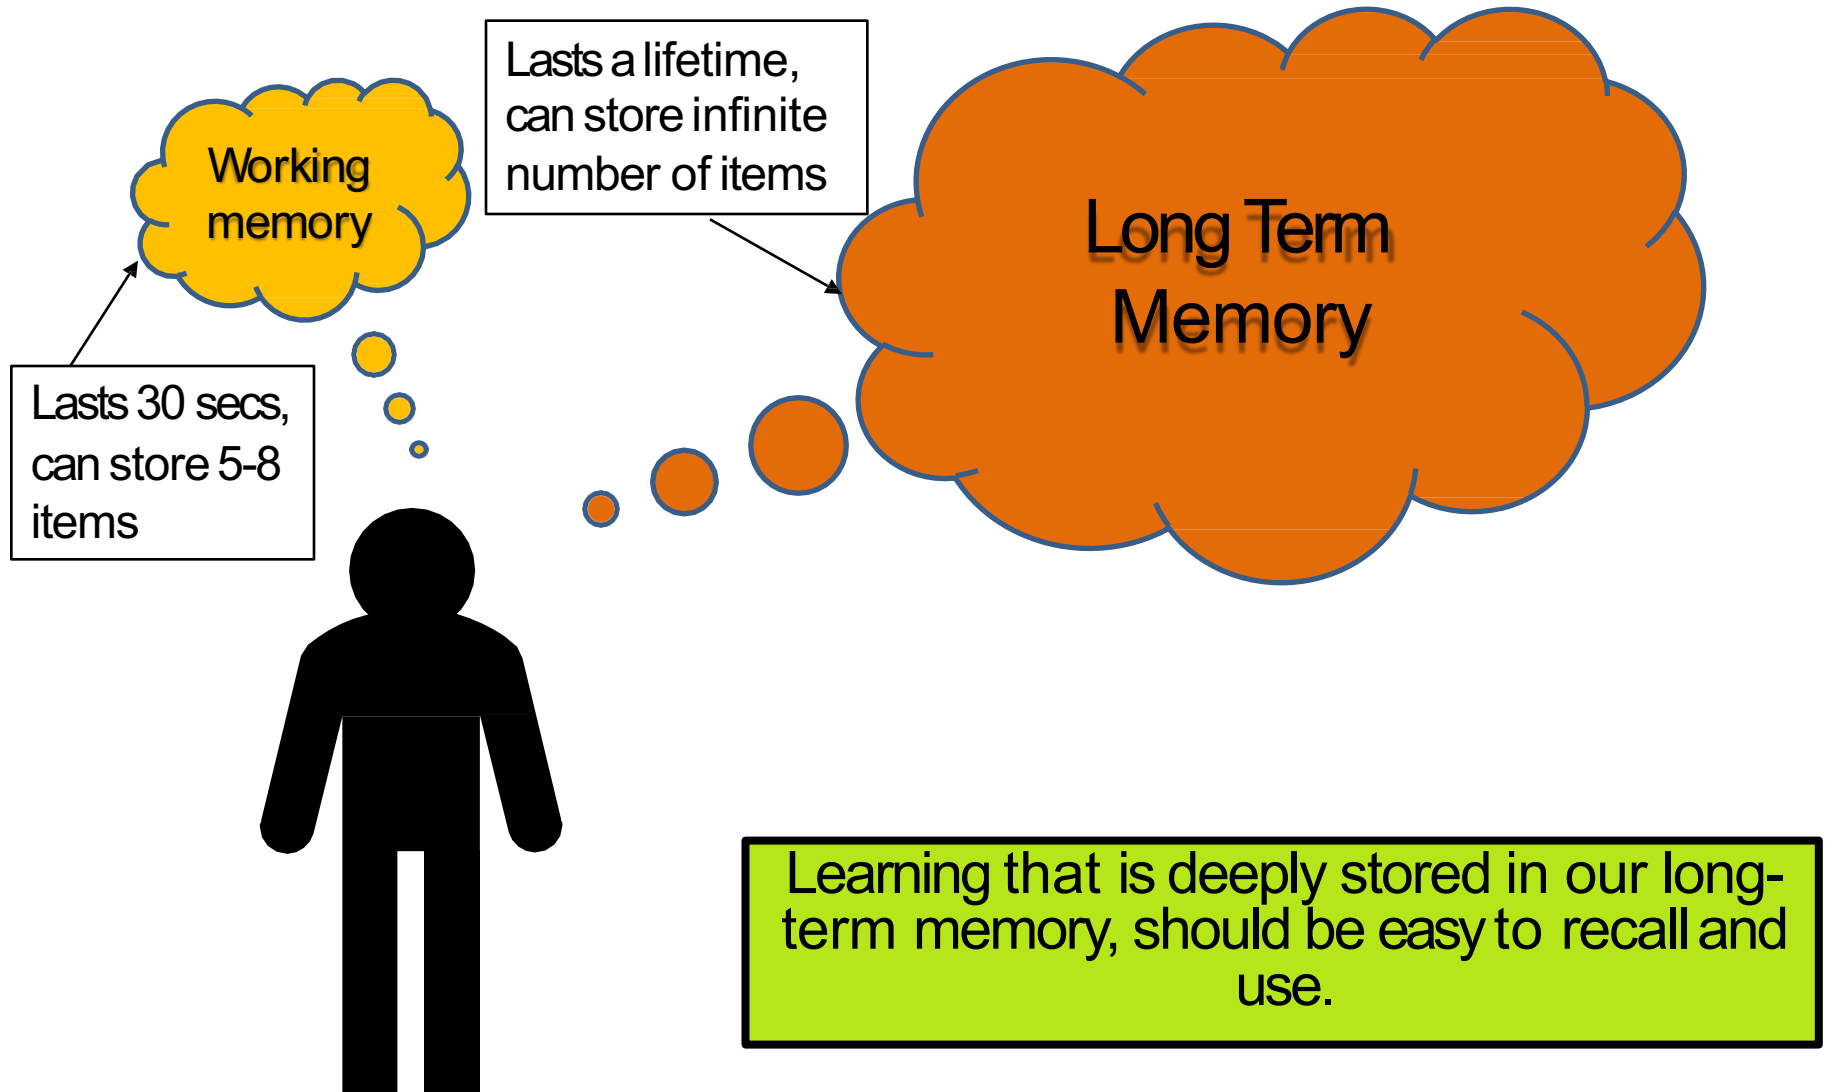 Working
memory
Lasts a lifetime,
can store infinite
number of items
Long Term
Memory
Lasts 30 secs,
can store 5-8
items
Learning that is deeply stored in our long-
term memory, should be easy to recall and
use.